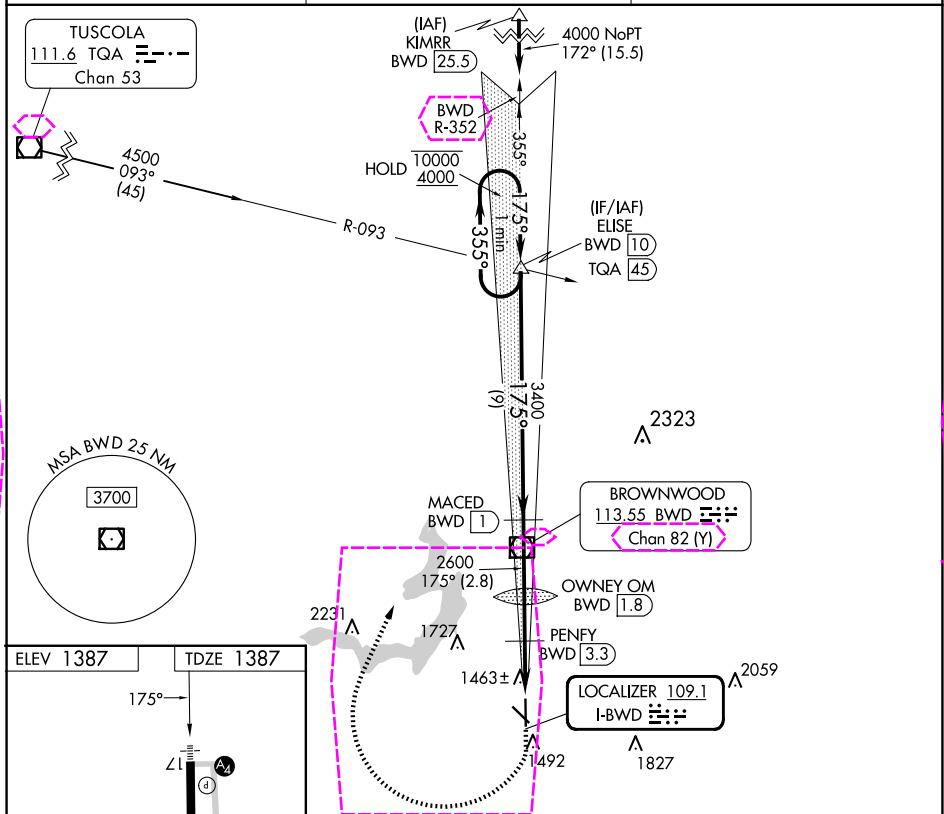 TUSCOLA
111.6 TQA
Chan 53
(IAF)
KIMRR
BWD 25.5
4000 NoPT
172° (15.5)
BWD
R-352
355°
HOLD 10000
4000
4500
093°
(45)
R-093
1 min
175°
355°
(IF/IAF)
ELISE
BWD 10
TQA 45
3400
175°
(9)
2323
MSA BWD 25 NM
3700
MACED
BWD 1
BROWNWOOD
113.55 BWD
Chan 82 (Y)
2600
175° (2.8)
OWNEY OM
BWD 1.8
2231
1727
PENFY
BWD 3.3
1463±
2059
LOCALIZER 109.1
I-BWD
1492
1827
ELEV 1387
TDZE 1387
175°
17
A4
P